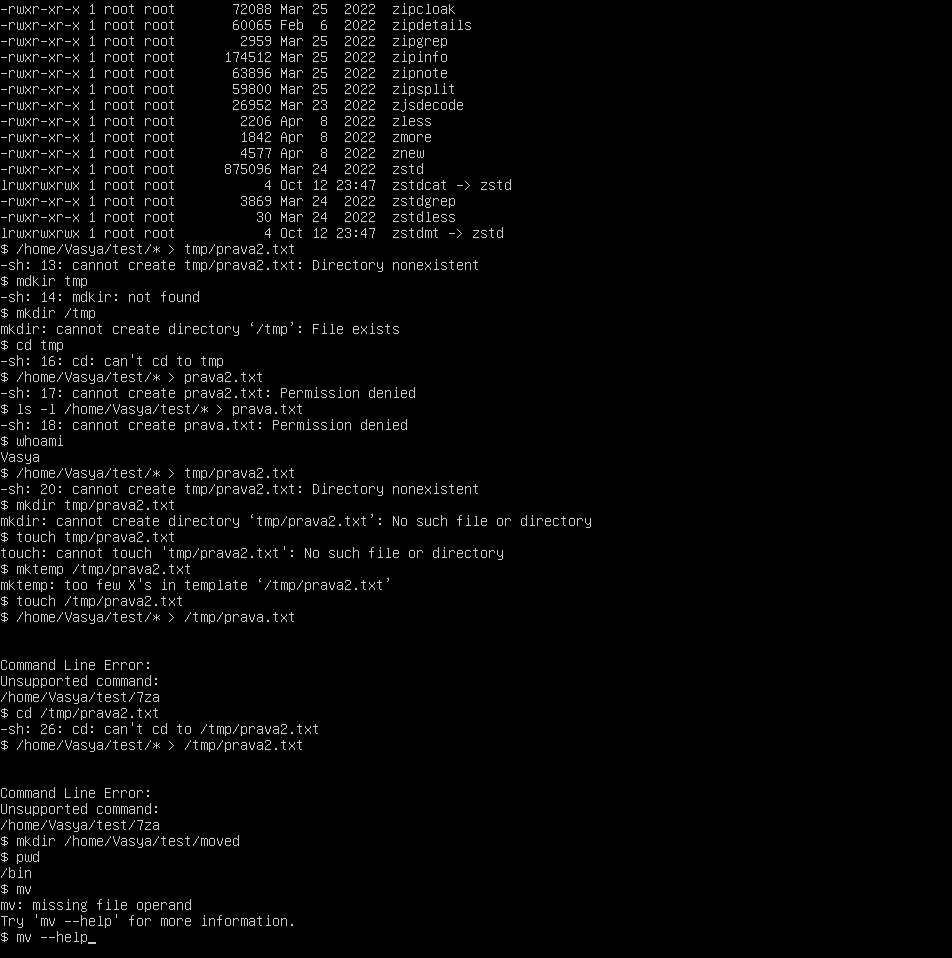 -rwxr-xr-x 1 root root       72088 Mar 25  2022  zipcloak
-rwxr-xr-x 1 root root       60065 Feb  6  2022  zipdetails
-rwxr-xr-x 1 root root        2959 Mar 25  2022  zipgrep
-rwxr-xr-x 1 root root      174512 Mar 25  2022  zipinfo
-rwxr-xr-x 1 root root       63896 Mar 25  2022  zipnote
-rwxr-xr-x 1 root root       59800 Mar 25  2022  zipsplit
-rwxr-xr-x 1 root root       26952 Mar 23  2022  zjsdecode
-rwxr-xr-x 1 root root        2206 Apr  8  2022  zless
-rwxr-xr-x 1 root root        1842 Apr  8  2022  zmore
-rwxr-xr-x 1 root root        4577 Apr  8  2022  znew
-rwxr-xr-x 1 root root      875096 Mar 24  2022  zstd
lrwxrwxrwx 1 root root           4 Oct 12 23:47  zstdcat -> zstd
-rwxr-xr-x 1 root root        3869 Mar 24  2022  zstdgrep
-rwxr-xr-x 1 root root          30 Mar 24  2022  zstdless
lrwxrwxrwx 1 root root           4 Oct 12 23:47  zstdmt -> zstd
$ /home/Vasya/test/* > tmp/prava2.txt
-sh: 13: cannot create tmp/prava2.txt: Directory nonexistent
$ mdkir tmp
-sh: 14: mdkir: not found
$ mkdir /tmp
mkdir: cannot create directory ‘/tmp’: File exists
$ cd tmp
-sh: 16: cd: can't cd to tmp
$ /home/Vasya/test/* > prava2.txt
-sh: 17: cannot create prava2.txt: Permission denied
$ ls -l /home/Vasya/test/* > prava.txt
-sh: 18: cannot create prava.txt: Permission denied
$ whoami
Vasya
$ /home/Vasya/test/* > tmp/prava2.txt
-sh: 20: cannot create tmp/prava2.txt: Directory nonexistent
$ mkdir tmp/prava2.txt
mkdir: cannot create directory ‘tmp/prava2.txt’: No such file or directory
$ touch tmp/prava2.txt
touch: cannot touch 'tmp/prava2.txt': No such file or directory
$ mktemp /tmp/prava2.txt
mktemp: too few X's in template ‘/tmp/prava2.txt’
$ touch /tmp/prava2.txt
$ /home/Vasya/test/* > /tmp/prava.txt
Command Line Error:
Unsupported command:
/home/Vasya/test/7za
$ cd /tmp/prava2.txt
-sh: 26: cd: can't cd to /tmp/prava2.txt
$ /home/Vasya/test/* > /tmp/prava2.txt
Command Line Error:
Unsupported command:
/home/Vasya/test/7za
$ mkdir /home/Vasya/test/moved
$ pwd
/bin
$ mv
mv: missing file operand
Try 'mv --help' for more information.
$ mv --help_